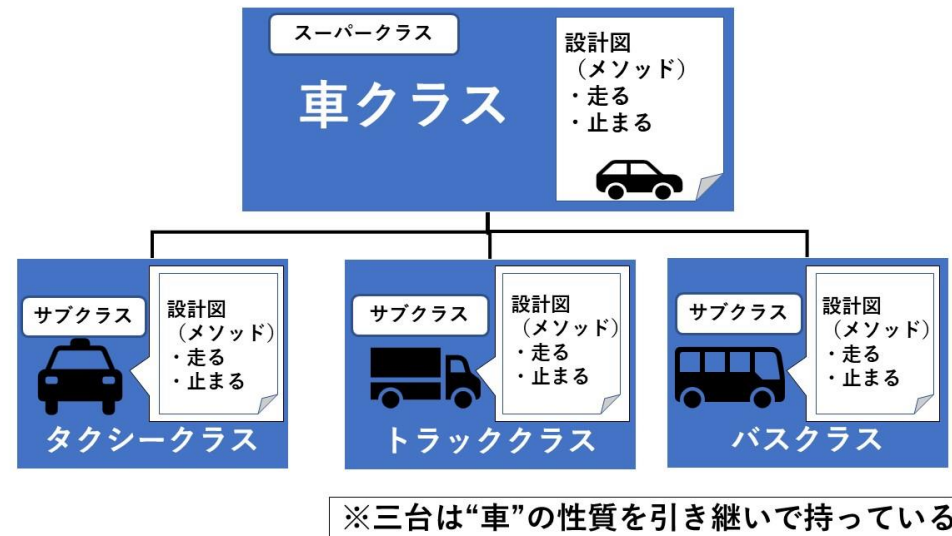 スーパークラス
車クラス
設計図
（メソッド）
・走る
・止まる
サブクラス
設計図
（メソッド）
・走る
・止まる
タクシークラス
サブクラス
設計図
（メソッド）
・走る
・止まる
トラッククラス
サブクラス
設計図
（メソッド）
・走る
・止まる
バスクラス
※三台は“車”の性質を引き継いで持っている